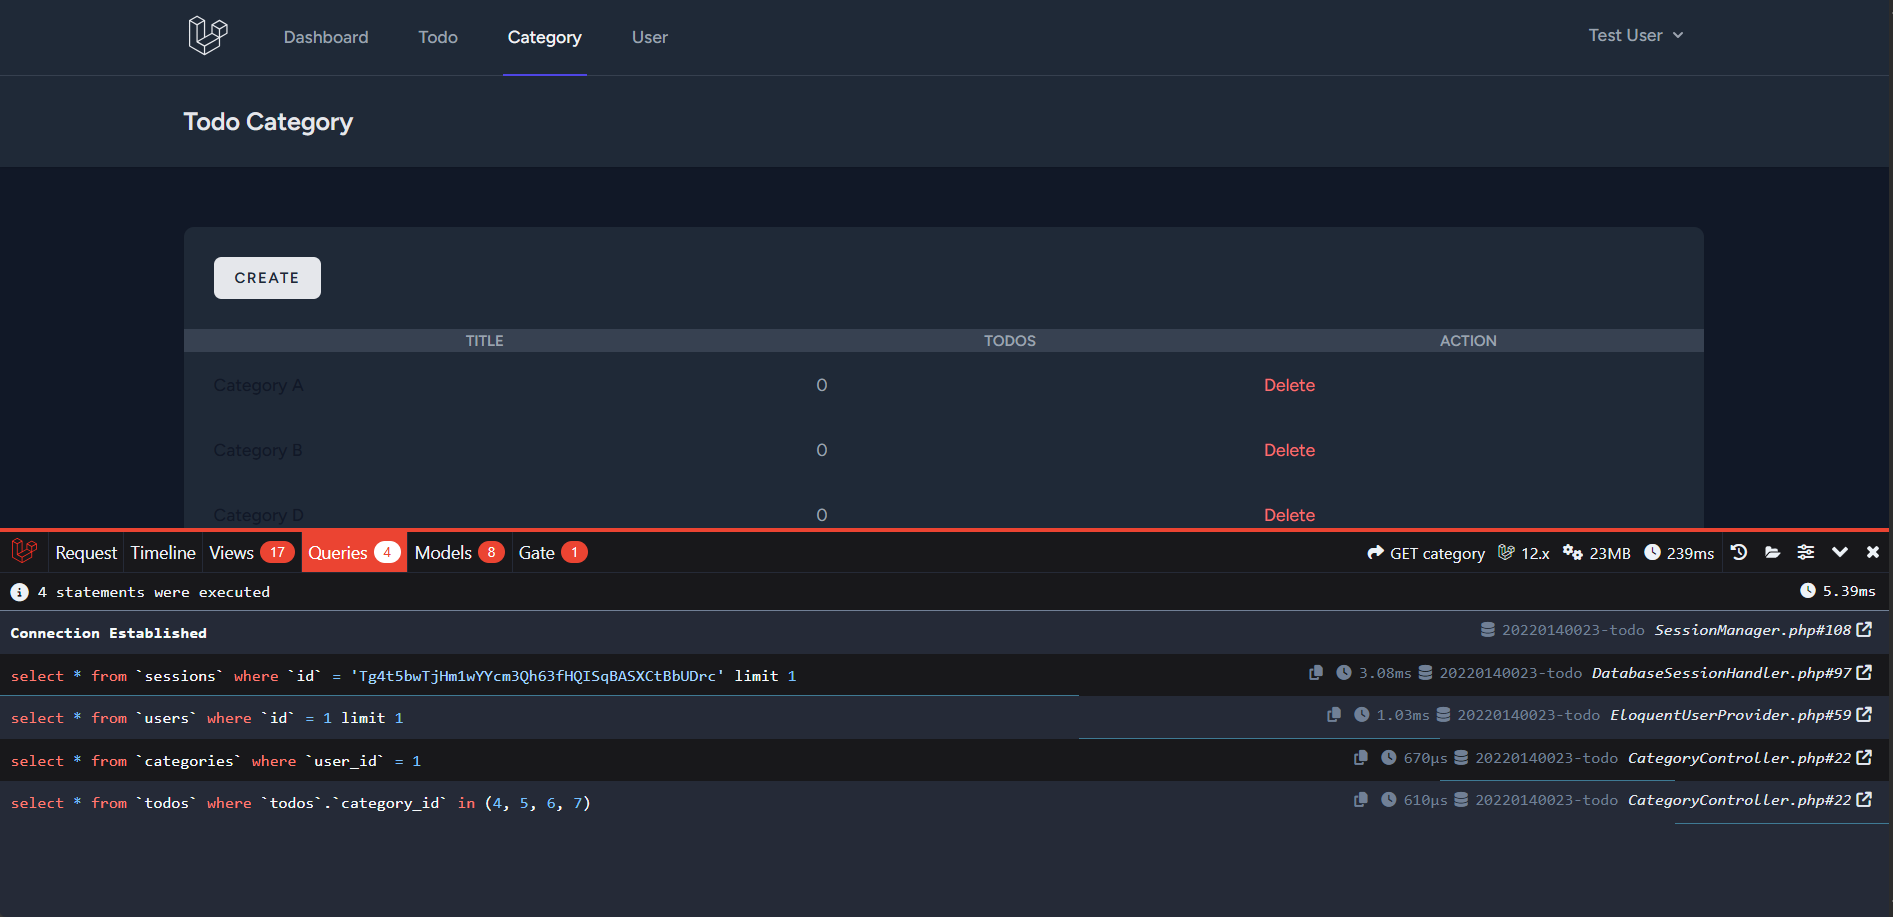 Dashboard Todo Category User Test User
Todo Category
CREATE
TITLE TODOS ACTION
Category A 0 Delete
Category B 0 Delete
Category D 0 Delete
Request Timeline Views 17 Queries 4 Models 8 Gate 1 GET category 12.x 23MB 239ms
4 statements were executed 5.39ms
Connection Established 20220140023-todo SessionManager.php#108
select * from `sessions` where `id` = 'Tg4t5bwTjHm1wYYcm3Qh63fHQISqBASXCtBbUDrc' limit 1 3.08ms 20220140023-todo DatabaseSessionHandler.php#97
select * from `users` where `id` = 1 limit 1 1.03ms 20220140023-todo EloquentUserProvider.php#59
select * from `categories` where `user_id` = 1 670μs 20220140023-todo CategoryController.php#22
select * from `todos` where `todos`.`category_id` in (4, 5, 6, 7) 610μs 20220140023-todo CategoryController.php#22